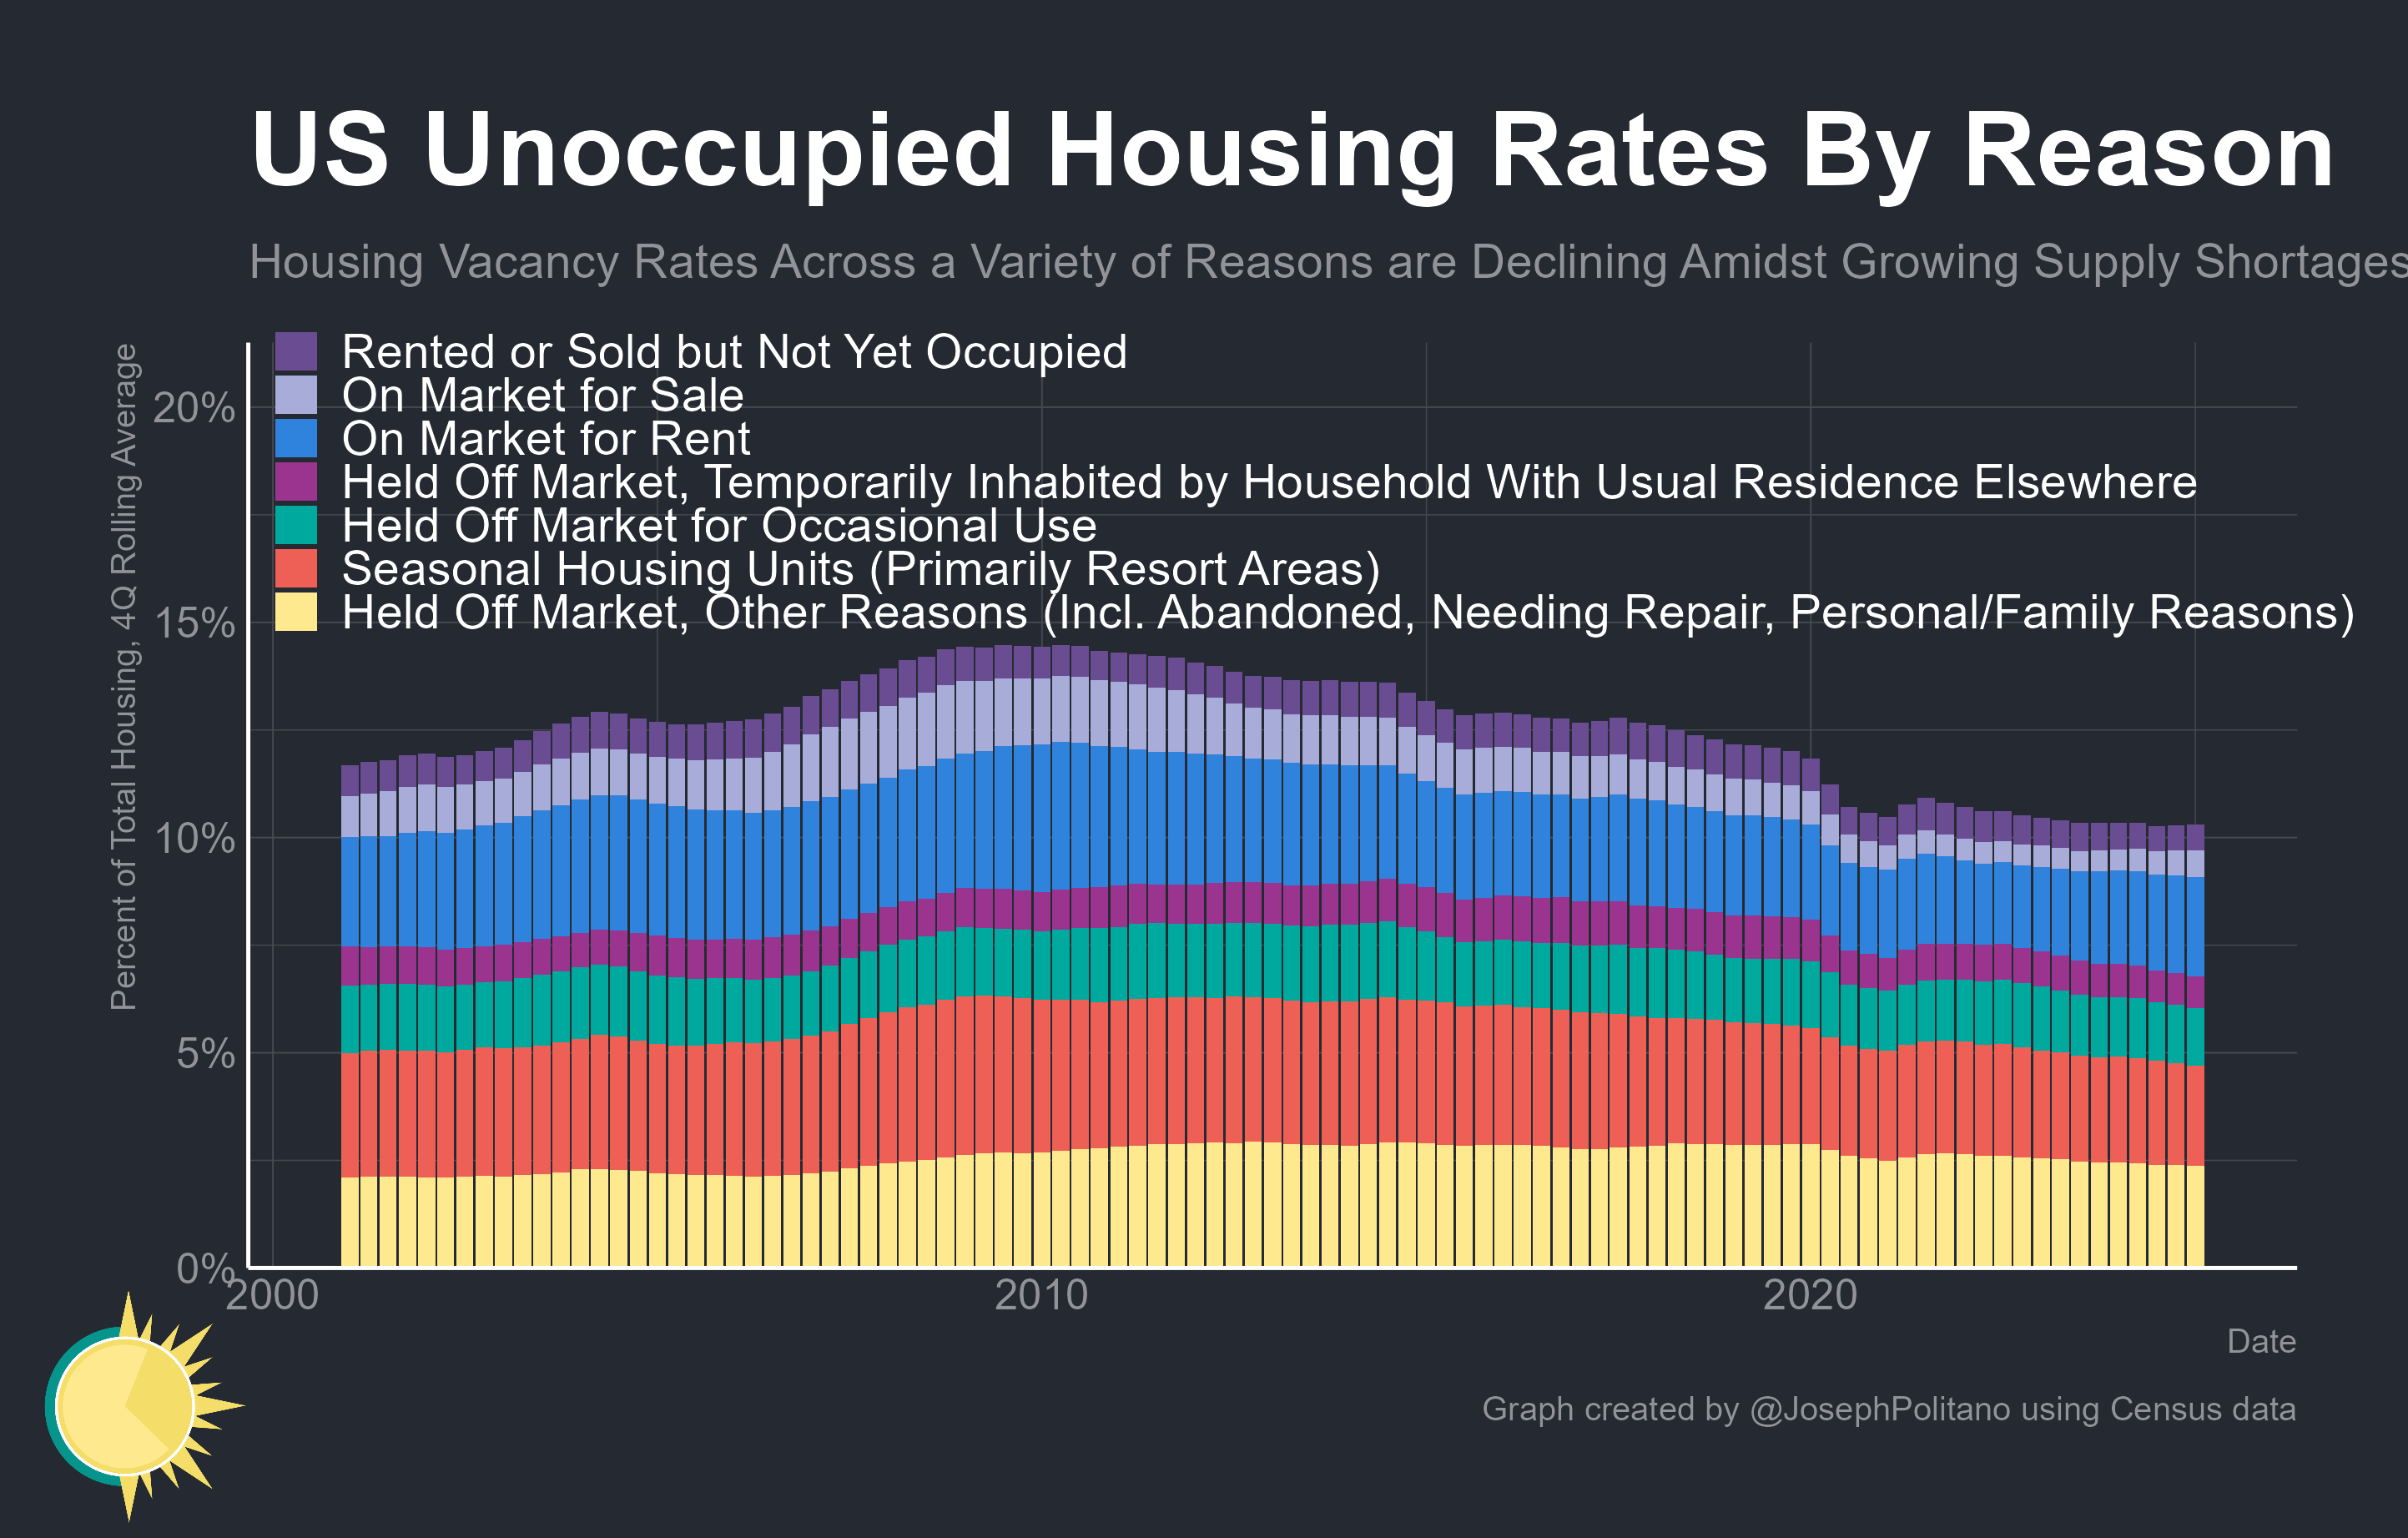 US Unoccupied Housing Rates By Reason
Housing Vacancy Rates Across a Variety of Reasons are Declining Amidst Growing Supply Shortages
Percent of Total Housing, 4Q Rolling Average
Rented or Sold but Not Yet Occupied
On Market for Sale
On Market for Rent
Held Off Market, Temporarily Inhabited by Household With Usual Residence Elsewhere
Held Off Market for Occasional Use
Seasonal Housing Units (Primarily Resort Areas)
Held Off Market, Other Reasons (Incl. Abandoned, Needing Repair, Personal/Family Reasons)
20%
15%
10%
5%
0%
2000
2010
2020
Date
Graph created by @JosephPolitano using Census data